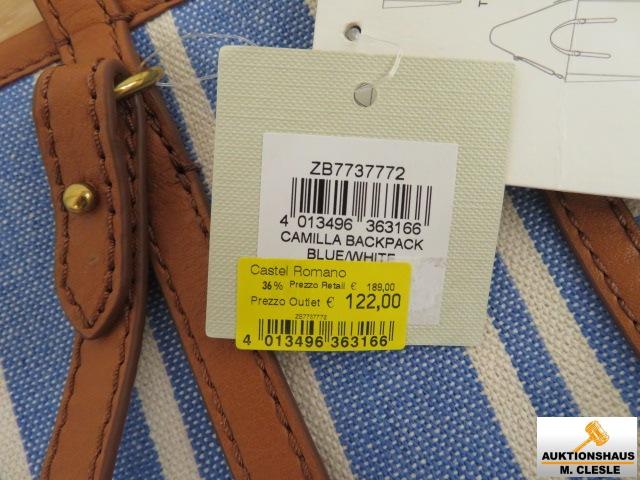 ZB7737772
4 013496 363166
CAMILLA BACKPACK
BLUE/WHITE
Castel Romano
36% Prezzo Retail € 189,00
Prezzo Outlet € 122,00
ZB7737772
4 013496 363166
T
AUKTIONSHAUS
M. CLESLE